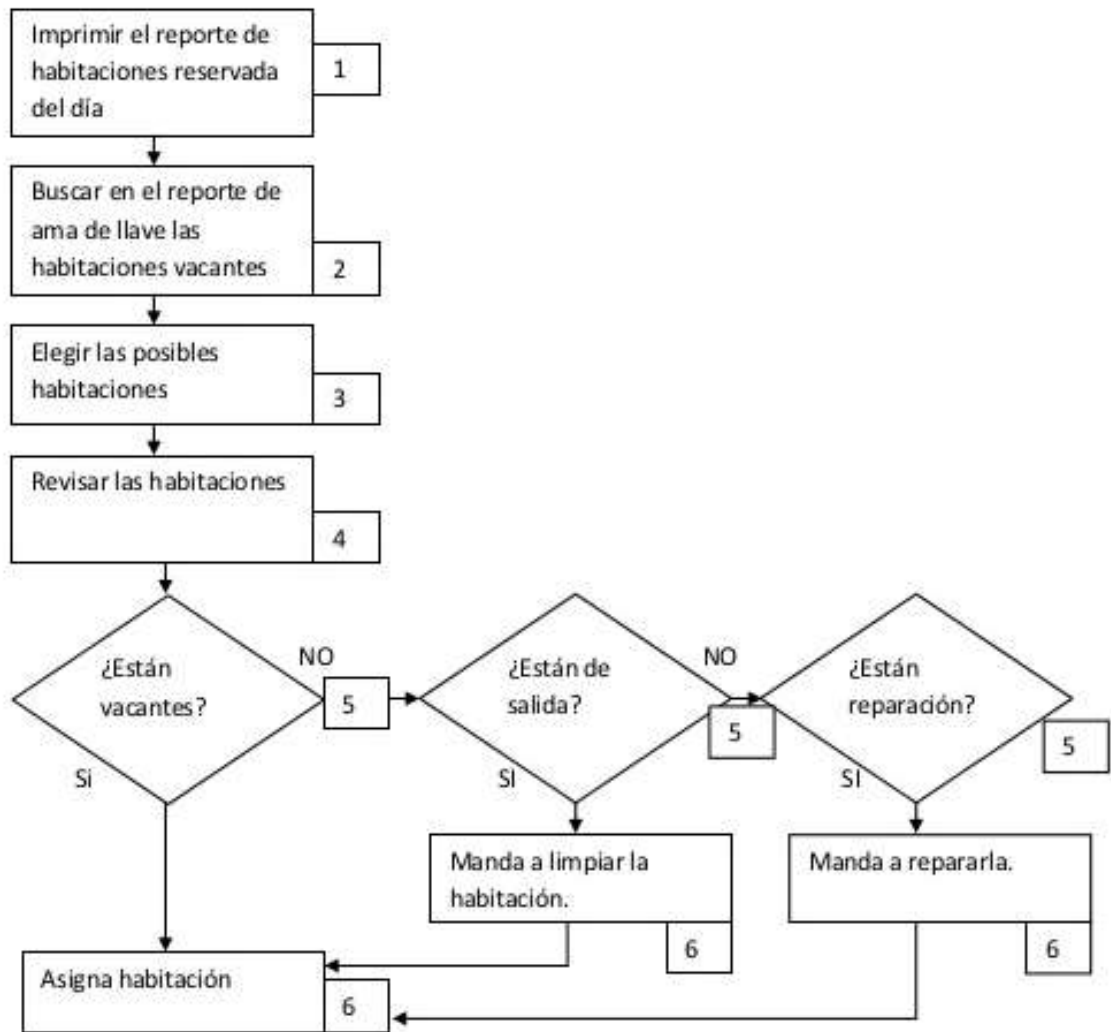 Imprimir el reporte de
habitaciones reservada
del día
1
Buscar en el reporte de
ama de llave las
habitaciones vacantes
2
Elegir las posibles
habitaciones
3
Revisar las habitaciones
4
¿Están
vacantes?
NO
5
Si
¿Están de
salida?
NO
5
SI
¿Están
reparación?
5
SI
Manda a limpiar la
habitación.
6
Manda a repararla.
6
Asigna habitación
6